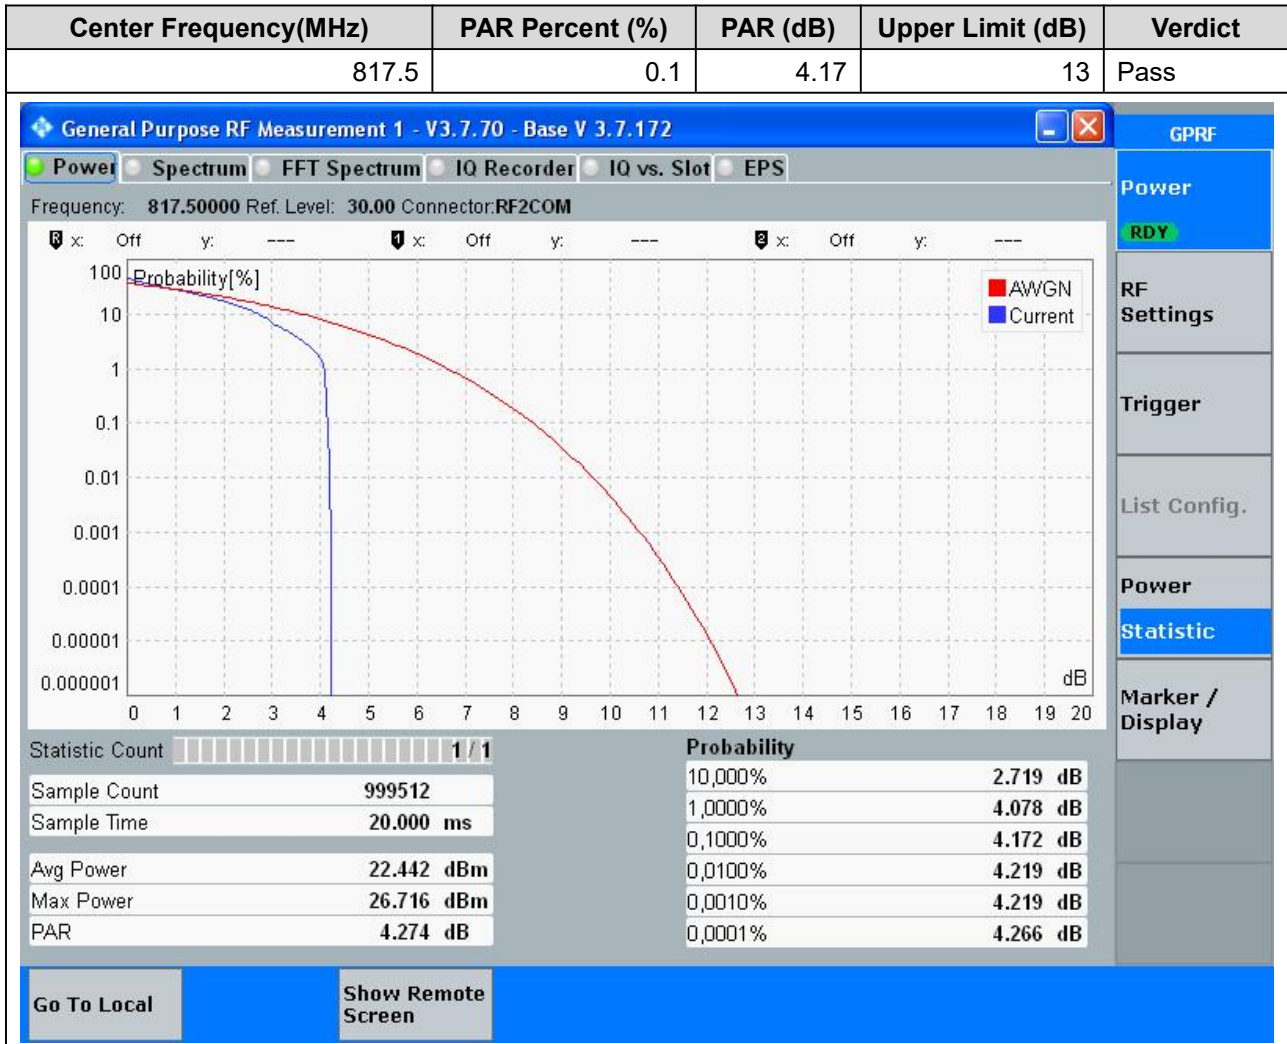 Center Frequency(MHz) PAR Percent (%) PAR (dB) Upper Limit (dB) Verdict
817.5 0.1 4.17 13 Pass
General Purpose RF Measurement 1 - V3.7.70 - Base V 3.7.172
GPRF
Power Spectrum FFT Spectrum IQ Recorder IQ vs. Slot EPS
Frequency: 817.50000 Ref. Level: 30.00 Connector:RF2COM
R x: Off y: --- 1 x: Off y: --- 2 x: Off y: ---
Probability[%]
AWGN
Current
100
10
1
0.1
0.01
0.001
0.0001
0.00001
0.000001
dB
0 1 2 3 4 5 6 7 8 9 10 11 12 13 14 15 16 17 18 19 20
Statistic Count 1 / 1
Sample Count 999512
Sample Time 20.000 ms
Avg Power 22.442 dBm
Max Power 26.716 dBm
PAR 4.274 dB
Probability
10,000% 2.719 dB
1,0000% 4.078 dB
0,1000% 4.172 dB
0,0100% 4.219 dB
0,0010% 4.219 dB
0,0001% 4.266 dB
Power
RDY
RF
Settings
Trigger
List Config.
Power
Statistic
Marker /
Display
Go To Local
Show Remote
Screen